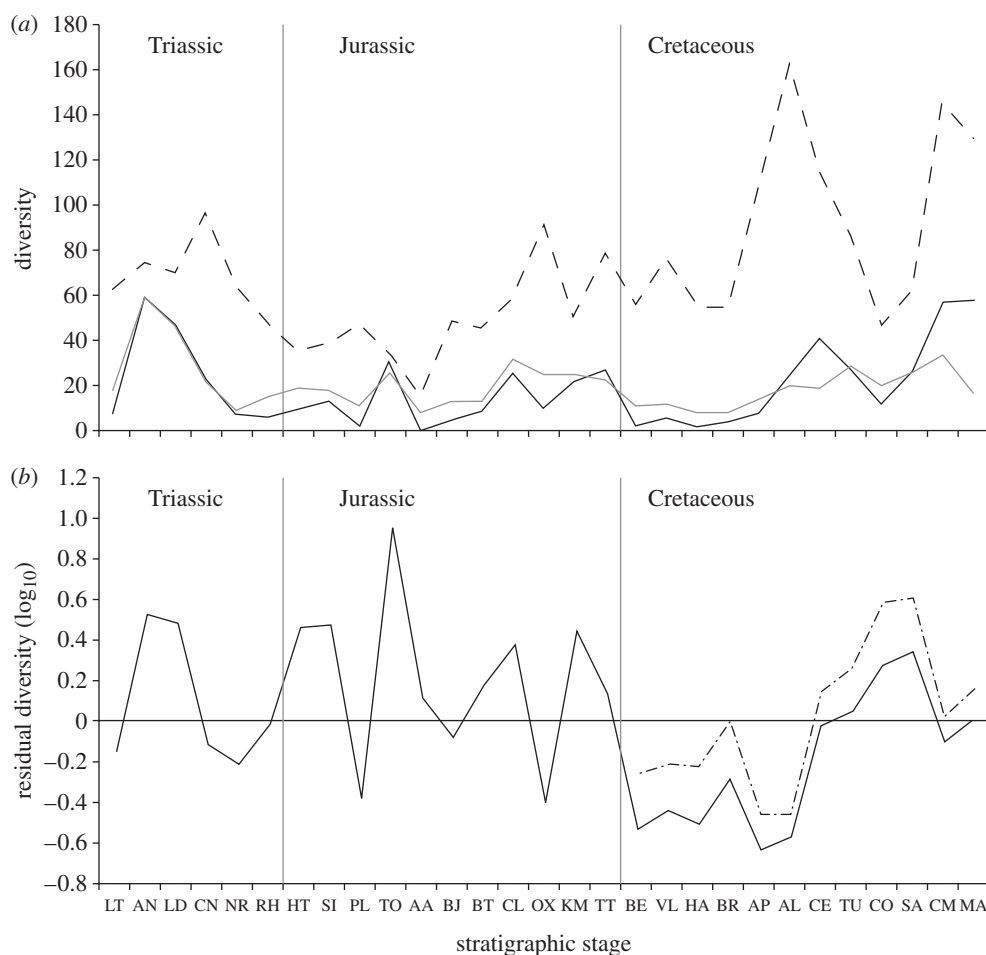 (a)
180
160
140
120
100
80
60
40
20
0
diversity
Triassic Jurassic Cretaceous
(b)
1.2
1.0
0.8
0.6
0.4
0.2
0
−0.2
−0.4
−0.6
−0.8
residual diversity (log10)
Triassic Jurassic Cretaceous
LT AN LD CN NR RH HT SI PL TO AA BJ BT CL OX KM TT BE VL HA BR AP AL CE TU CO SA CM MA
stratigraphic stage